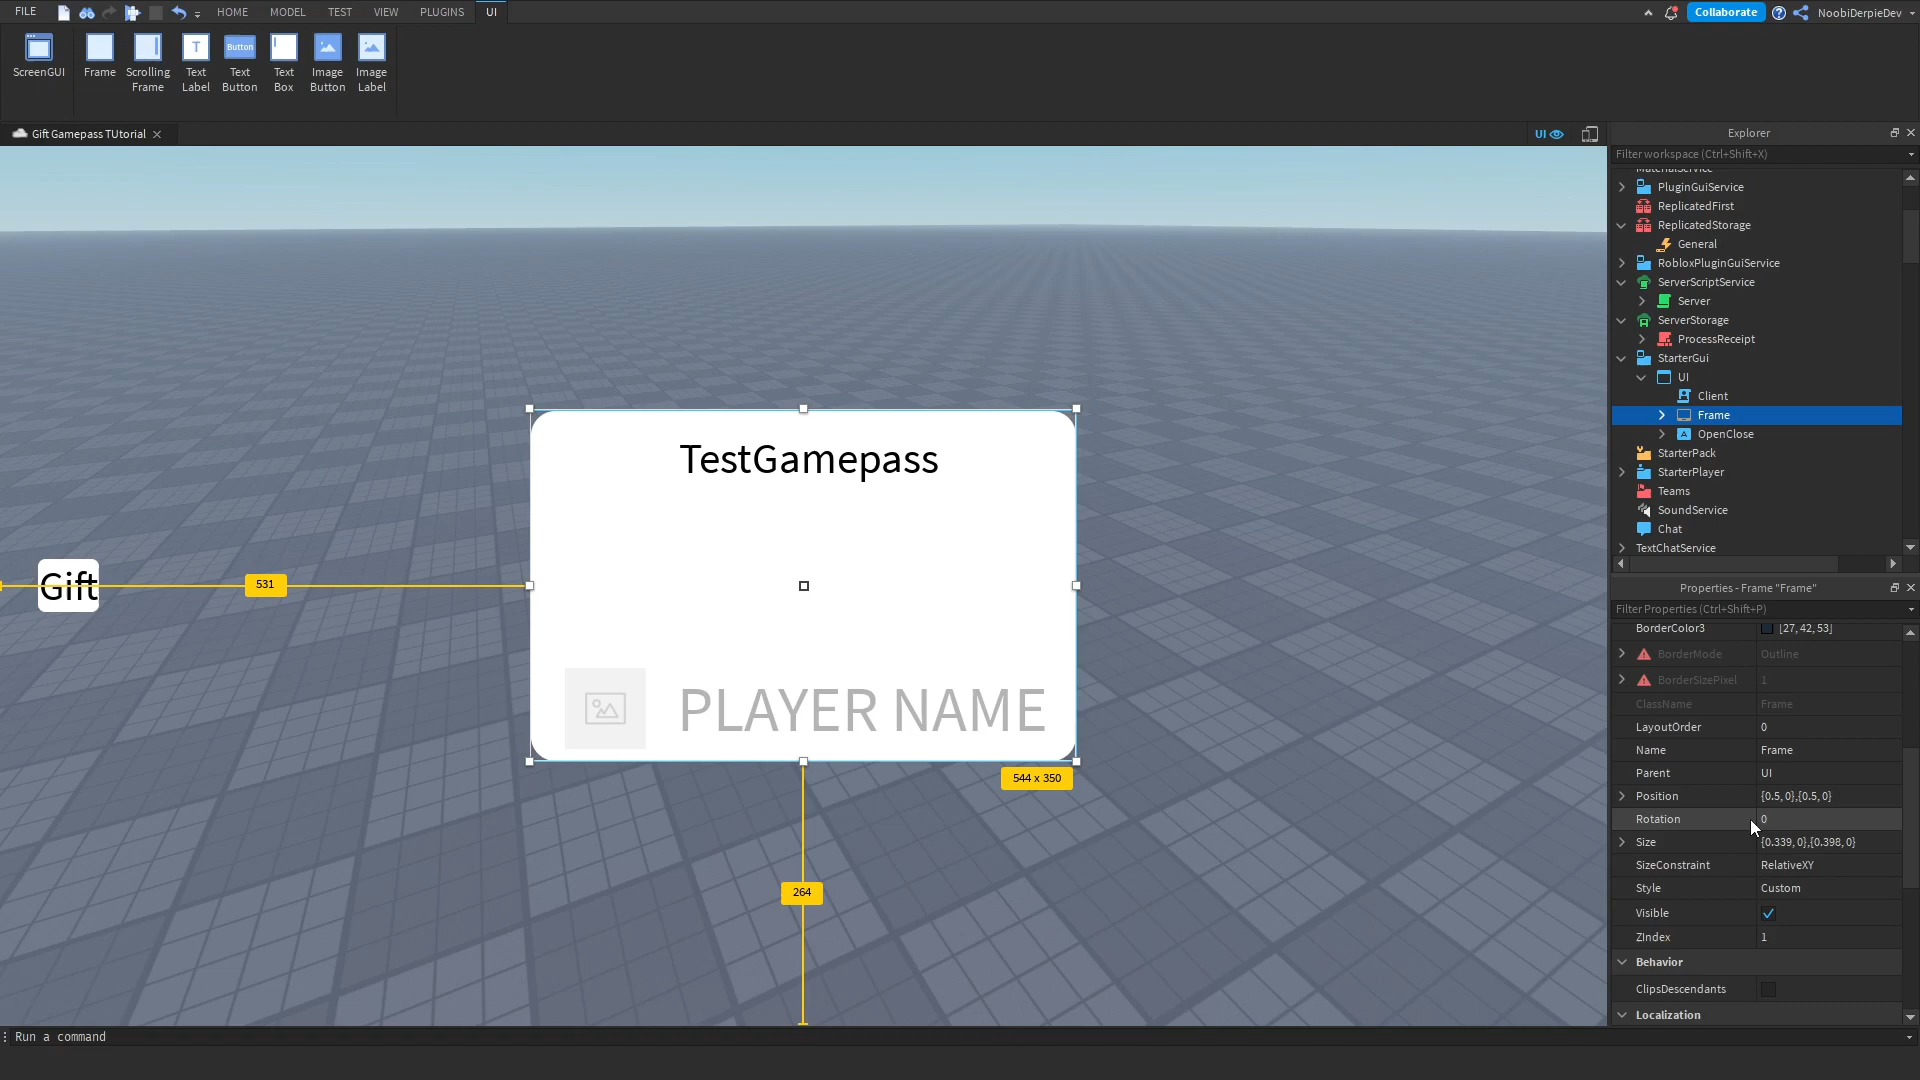 FILE
HOME
MODEL
TEST
VIEW
PLUGINS
UI
Collaborate
NoobiDerpieDev
ScreenGUI
Frame
Scrolling
Frame
T
Text
Label
Button
Text
Button
Text
Box
Image
Button
Image
Label
Gift Gamepass TUtorial
UI
Explorer
Filter workspace (Ctrl+Shift+X)
MaterialService
PluginGuiService
ReplicatedFirst
ReplicatedStorage
General
RobloxPluginGuiService
ServerScriptService
Server
ServerStorage
ProcessReceipt
StarterGui
UI
Client
Frame
OpenClose
StarterPack
StarterPlayer
Teams
SoundService
Chat
TextChatService
TestGamepass
Gift
531
PLAYER NAME
544 x 350
264
Properties - Frame "Frame"
Filter Properties (Ctrl+Shift+P)
BorderColor3 [27, 42, 53]
BorderMode Outline
BorderSizePixel 1
ClassName Frame
LayoutOrder 0
Name Frame
Parent UI
Position {0.5, 0},{0.5, 0}
Rotation 0
Size {0.339, 0},{0.398, 0}
SizeConstraint RelativeXY
Style Custom
Visible
ZIndex 1
Behavior
ClipsDescendants
Localization
Run a command